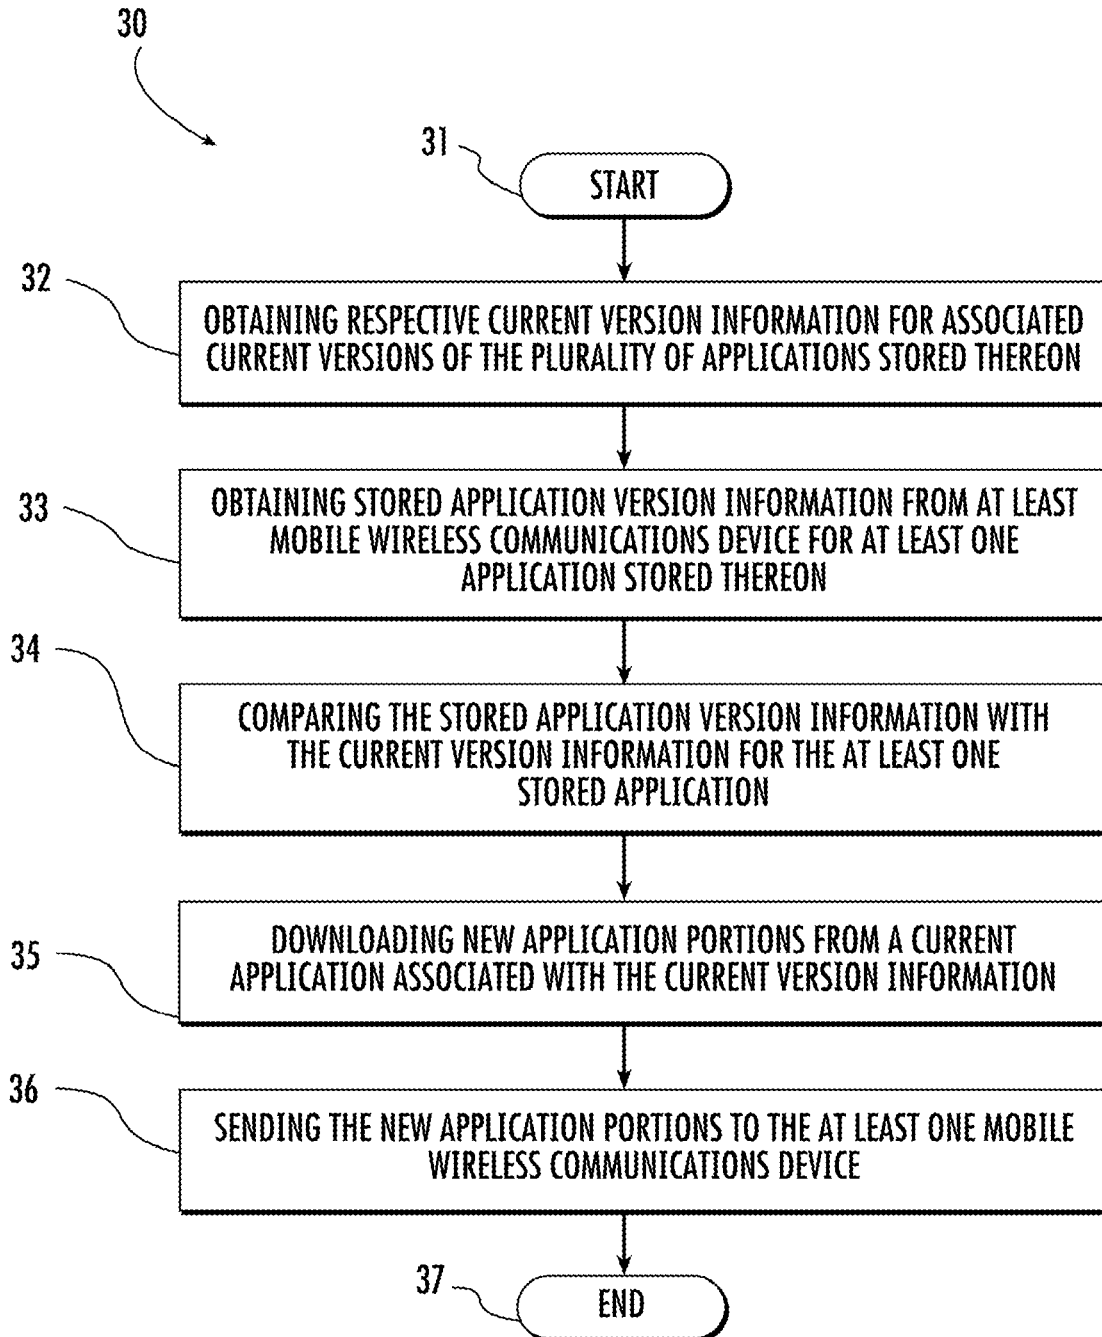 30
31
START
32
OBTAINING RESPECTIVE CURRENT VERSION INFORMATION FOR ASSOCIATED
CURRENT VERSIONS OF THE PLURALITY OF APPLICATIONS STORED THEREON
33
OBTAINING STORED APPLICATION VERSION INFORMATION FROM AT LEAST
MOBILE WIRELESS COMMUNICATIONS DEVICE FOR AT LEAST ONE
APPLICATION STORED THEREON
34
COMPARING THE STORED APPLICATION VERSION INFORMATION WITH
THE CURRENT VERSION INFORMATION FOR THE AT LEAST ONE
STORED APPLICATION
35
DOWNLOADING NEW APPLICATION PORTIONS FROM A CURRENT
APPLICATION ASSOCIATED WITH THE CURRENT VERSION INFORMATION
36
SENDING THE NEW APPLICATION PORTIONS TO THE AT LEAST ONE MOBILE
WIRELESS COMMUNICATIONS DEVICE
37
END